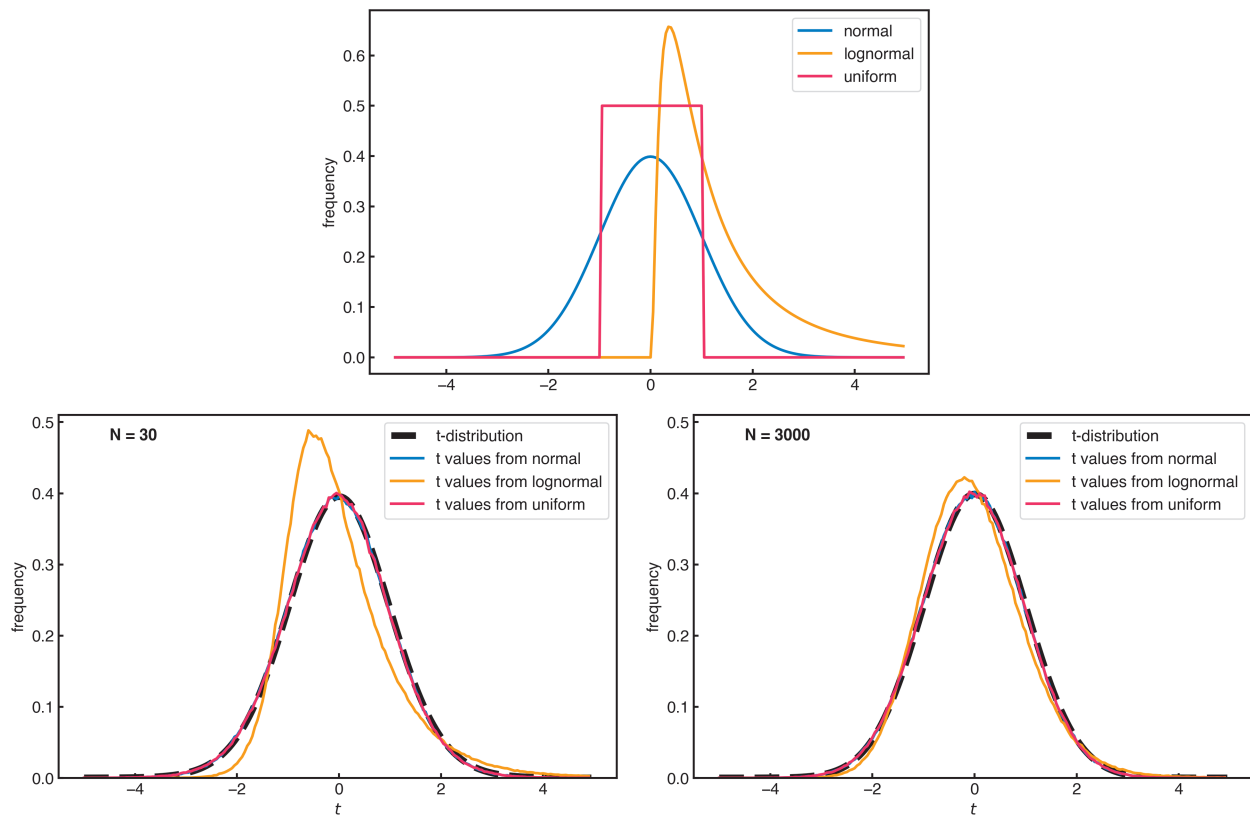 normal
lognormal
uniform
frequency
0.6
0.5
0.4
0.3
0.2
0.1
0.0
−4 −2 0 2 4
N = 30
t-distribution
t values from normal
t values from lognormal
t values from uniform
frequency
0.5
0.4
0.3
0.2
0.1
0.0
−4 −2 0 2 4
t
N = 3000
t-distribution
t values from normal
t values from lognormal
t values from uniform
frequency
0.5
0.4
0.3
0.2
0.1
0.0
−4 −2 0 2 4
t